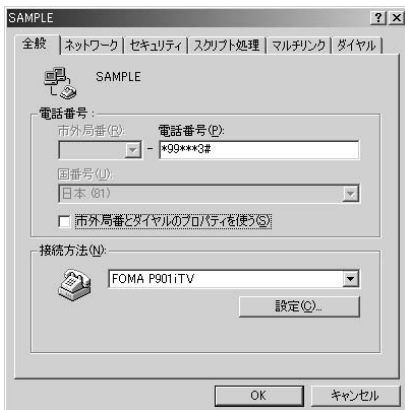 SAMPLE
全般 ネットワーク セキュリティ スクリプト処理 マルチリンク ダイヤル
SAMPLE
電話番号:
市外局番(R): 電話番号(P):
- *99***3#
国番号(U):
日本 (81)
市外局番とダイヤルのプロパティを使う(S)
接続方法(N):
FOMA P901iTV
設定(C)...
OK キャンセル